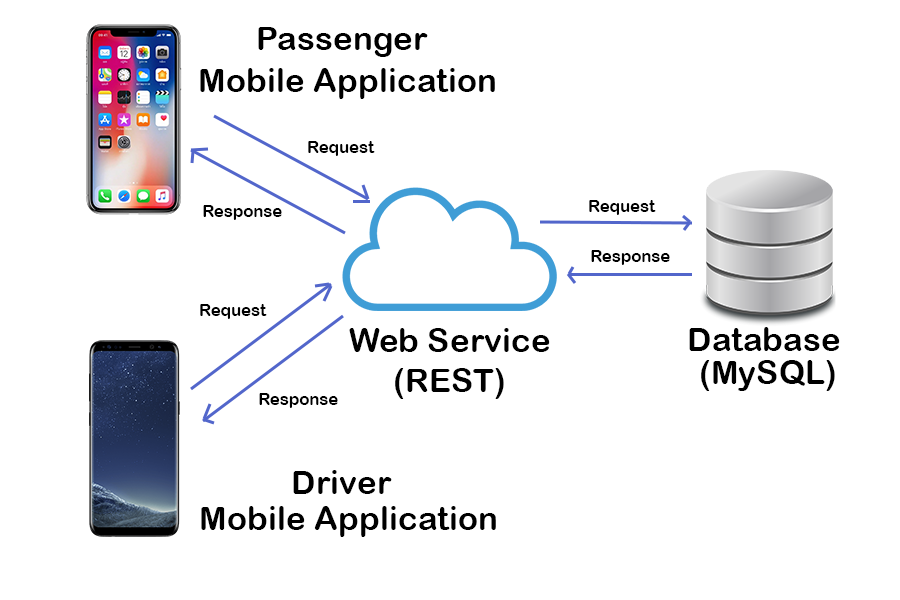 Passenger
Mobile Application
Request
Response
Request
Response
Request
Response
Web Service
(REST)
Database
(MySQL)
Driver
Mobile Application